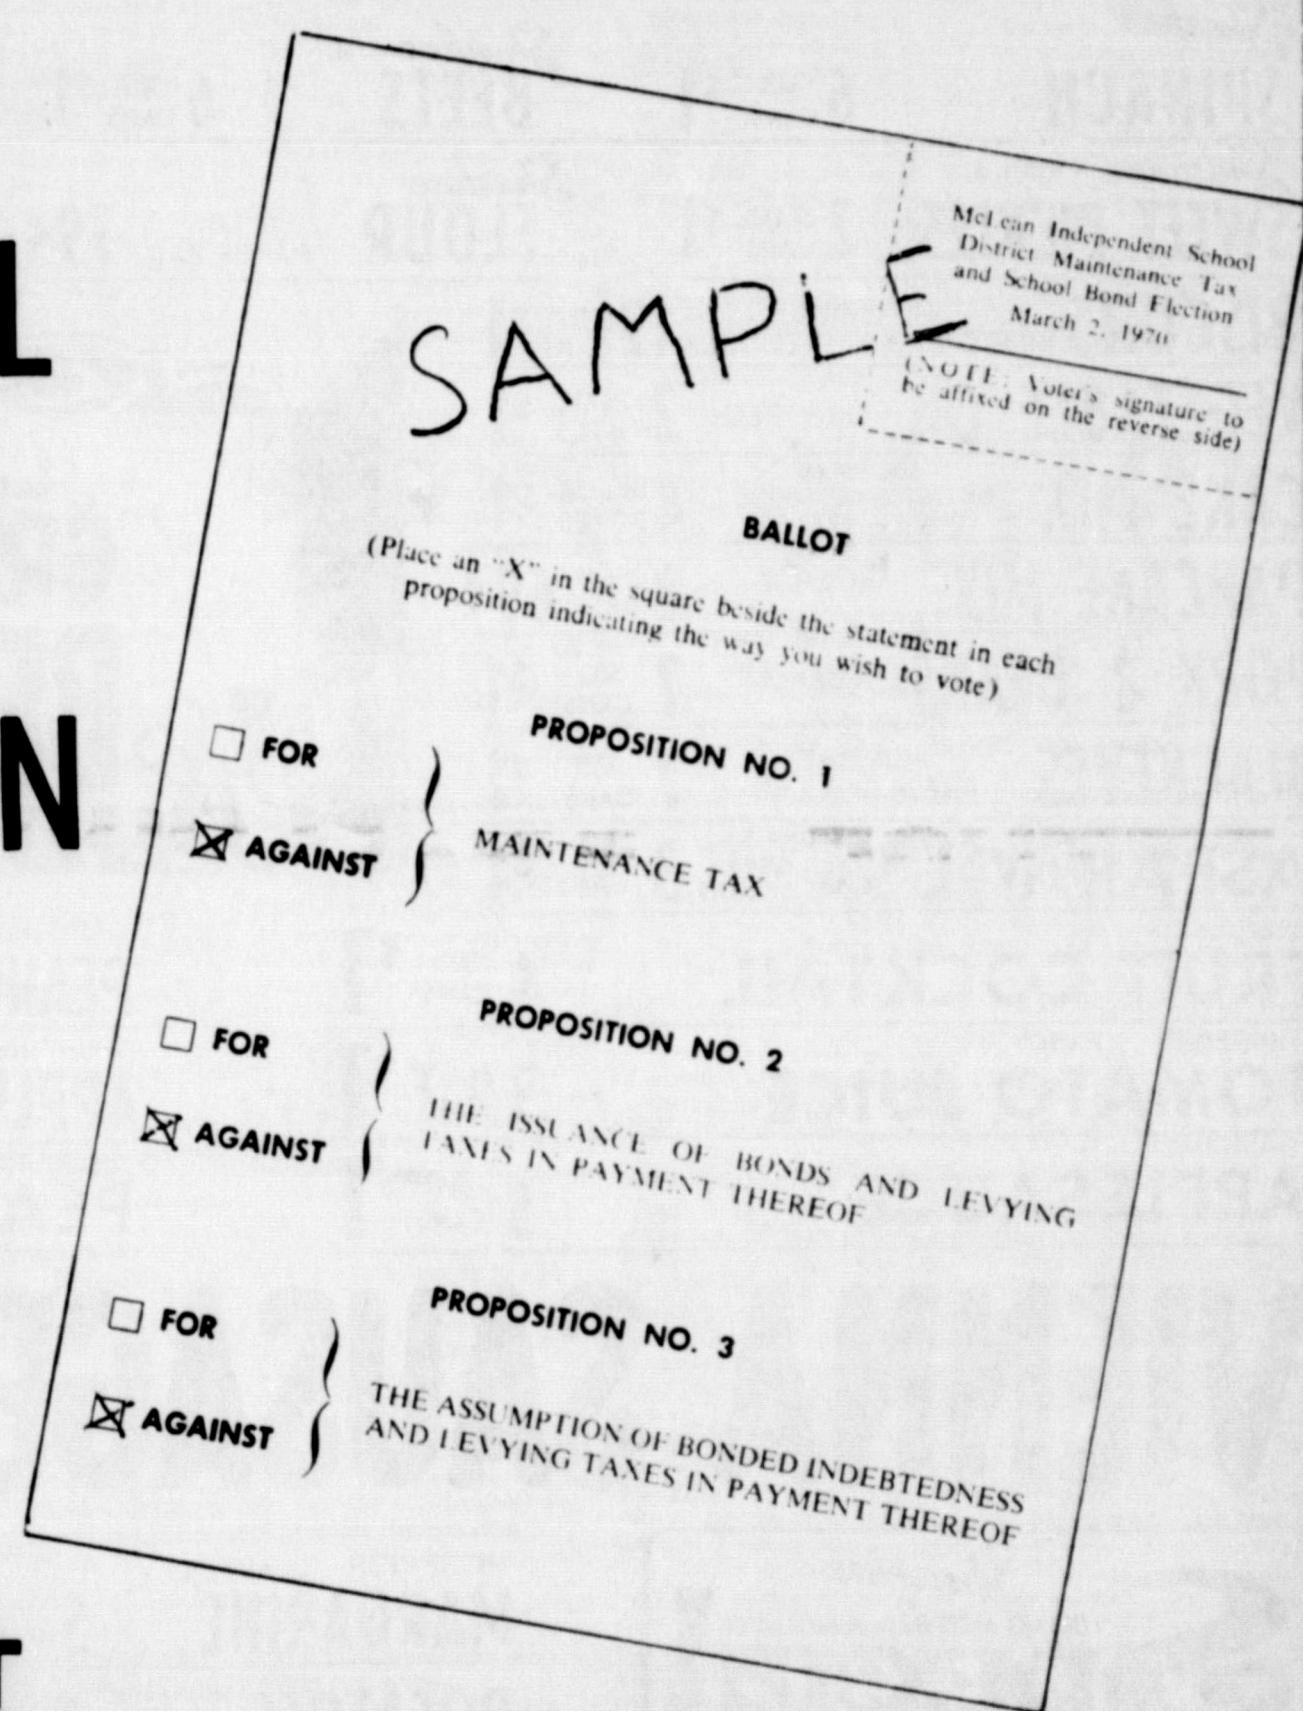 L
N
T
SAMPLE
McLean Independent School
District Maintenance Tax
and School Bond Election
March 2, 1970
(NOTE: Voter's signature to
be affixed on the reverse side)
BALLOT
(Place an "X" in the square beside the statement in each
proposition indicating the way you wish to vote)
PROPOSITION NO. 1
☐ FOR
☒ AGAINST
MAINTENANCE TAX
PROPOSITION NO. 2
☐ FOR
☒ AGAINST
THE ISSUANCE OF BONDS AND LEVYING
TAXES IN PAYMENT THEREOF
PROPOSITION NO. 3
☐ FOR
☒ AGAINST
THE ASSUMPTION OF BONDED INDEBTEDNESS
AND LEVYING TAXES IN PAYMENT THEREOF